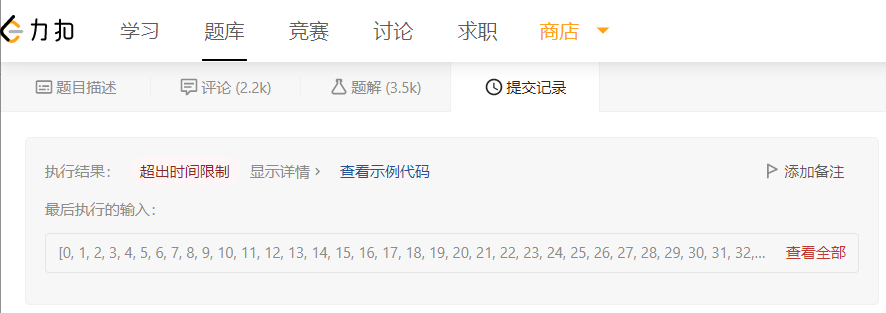 力扣 学习 题库 竞赛 讨论 求职 商店
题目描述 评论 (2.2k) 题解 (3.5k) 提交记录
执行结果： 超出时间限制 显示详情 › 查看示例代码 添加备注
最后执行的输入：
[0, 1, 2, 3, 4, 5, 6, 7, 8, 9, 10, 11, 12, 13, 14, 15, 16, 17, 18, 19, 20, 21, 22, 23, 24, 25, 26, 27, 28, 29, 30, 31, 32,... 查看全部